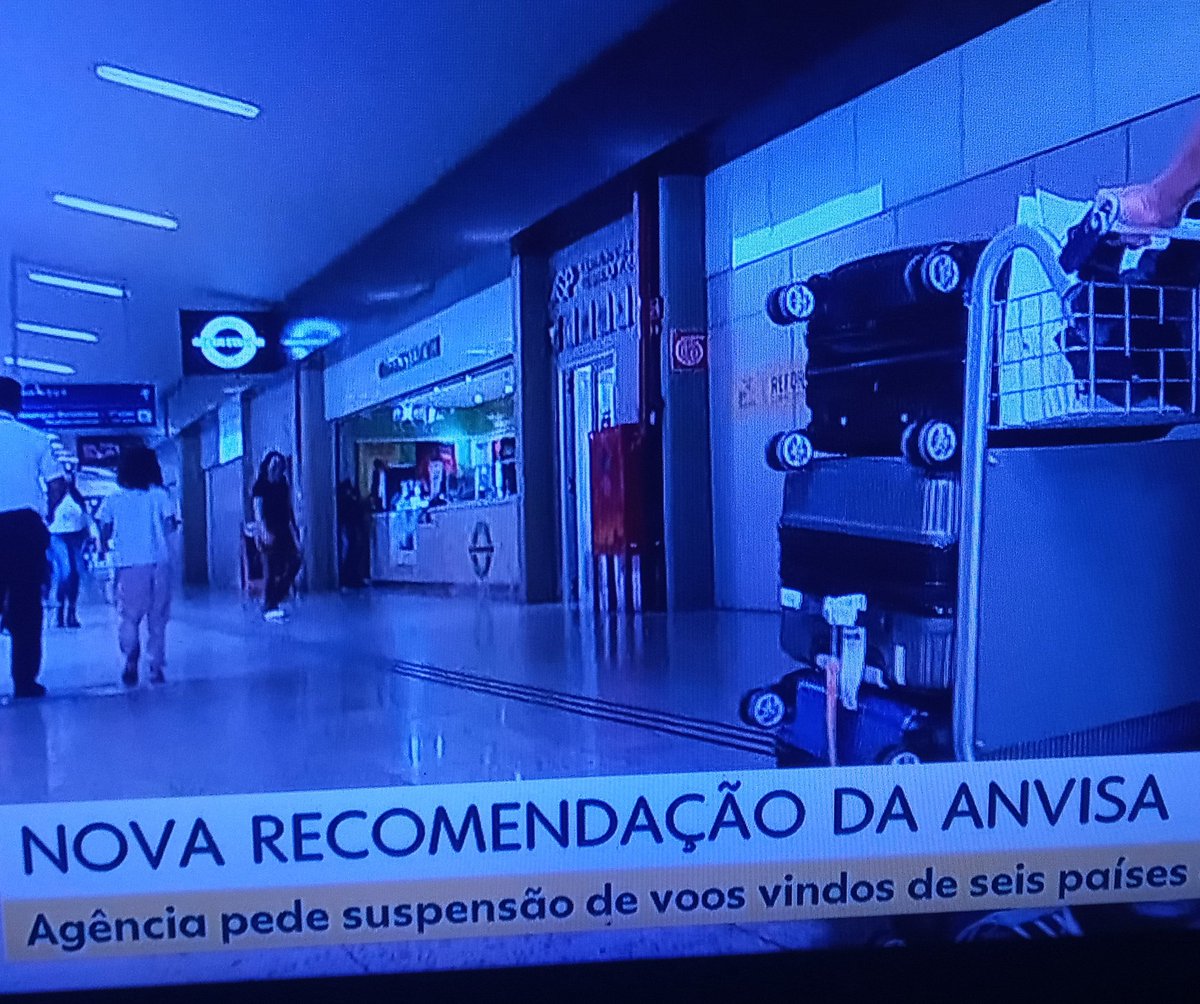 NOVA RECOMENDAÇÃO DA ANVISA
Agência pede suspensão de voos vindos de seis países